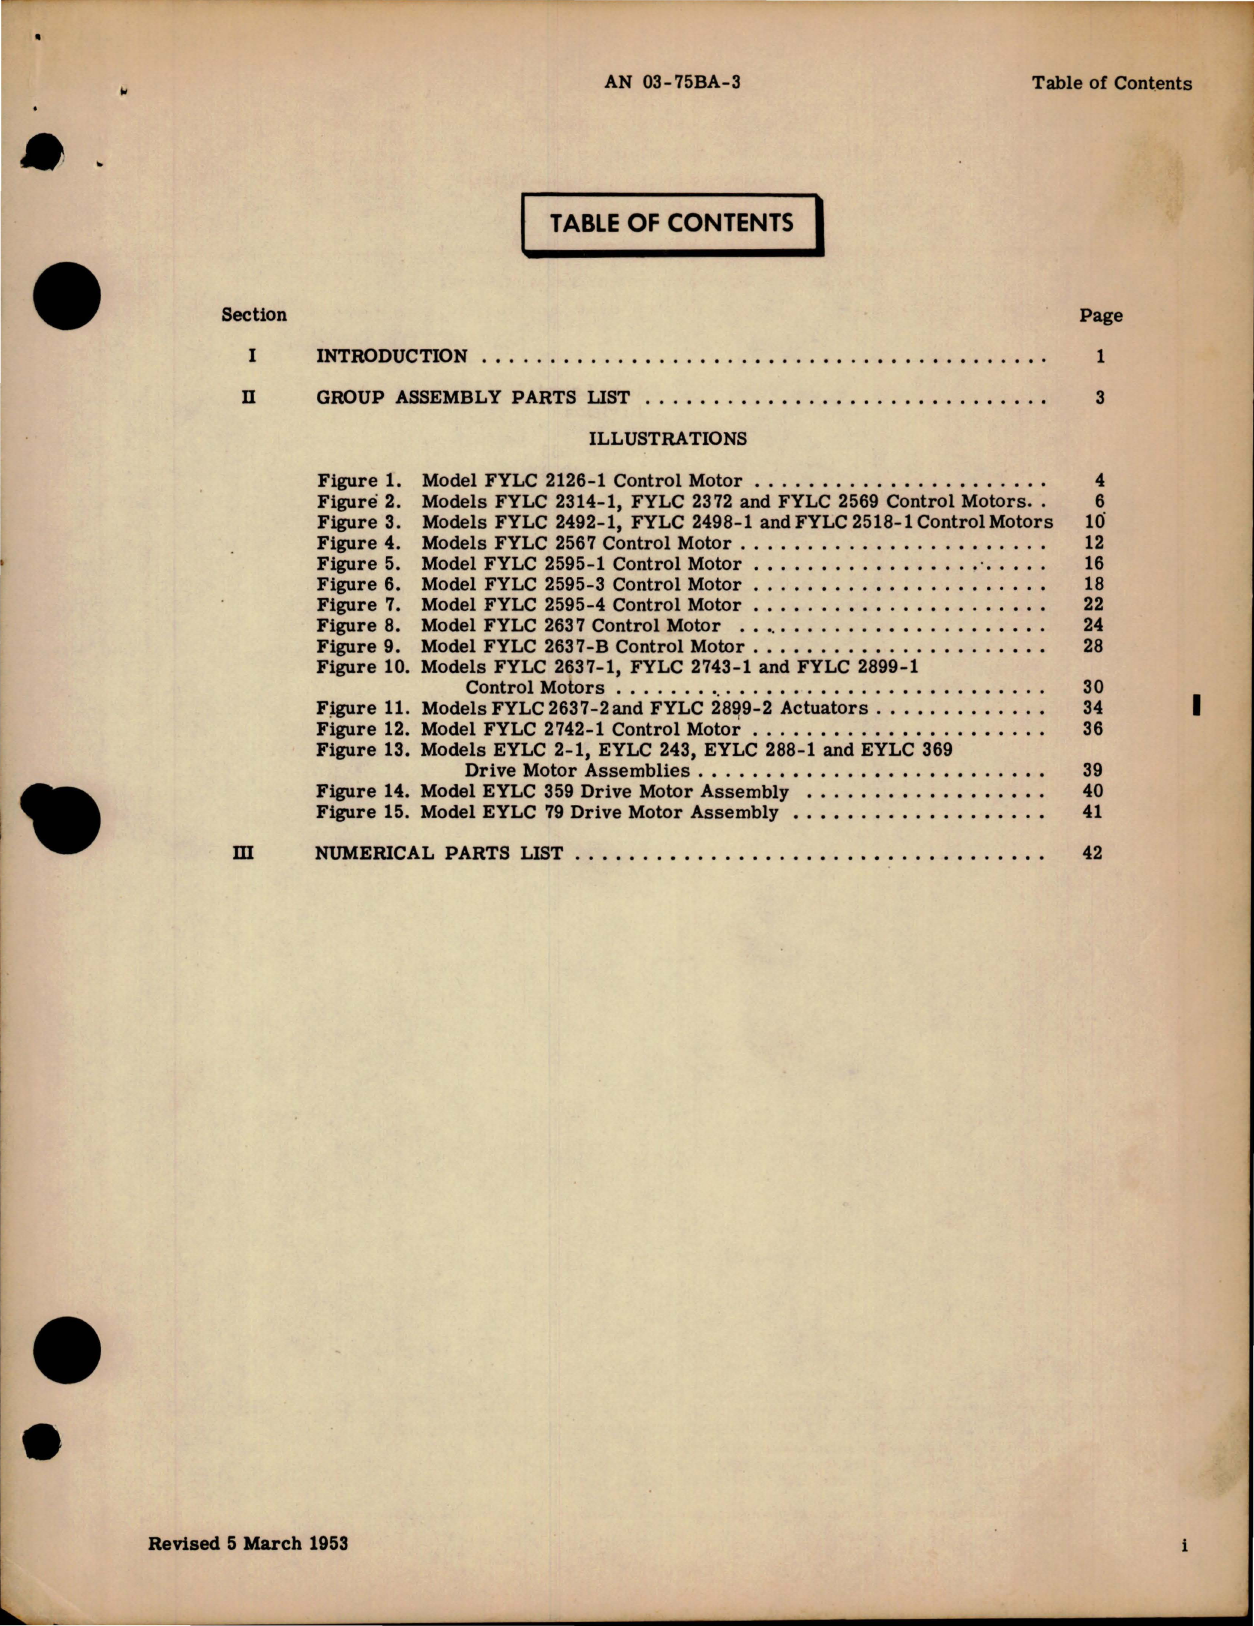 AN 03-75BA-3 Table of Contents
TABLE OF CONTENTS
Section Page
I INTRODUCTION . . . . . . . . . . . . . . . . . . . . . . . . . . . . . . . . . . . . . . . . . . 1
II GROUP ASSEMBLY PARTS LIST . . . . . . . . . . . . . . . . . . . . . . . . . . . . . . 3
ILLUSTRATIONS
Figure 1. Model FYLC 2126-1 Control Motor . . . . . . . . . . . . . . . . . . . . . . 4
Figure 2. Models FYLC 2314-1, FYLC 2372 and FYLC 2569 Control Motors. . 6
Figure 3. Models FYLC 2492-1, FYLC 2498-1 and FYLC 2518-1 Control Motors 10
Figure 4. Models FYLC 2567 Control Motor . . . . . . . . . . . . . . . . . . . . . . . 12
Figure 5. Model FYLC 2595-1 Control Motor . . . . . . . . . . . . . . . . . . . . . . 16
Figure 6. Model FYLC 2595-3 Control Motor . . . . . . . . . . . . . . . . . . . . . . 18
Figure 7. Model FYLC 2595-4 Control Motor . . . . . . . . . . . . . . . . . . . . . . 22
Figure 8. Model FYLC 2637 Control Motor . . . . . . . . . . . . . . . . . . . . . . . 24
Figure 9. Model FYLC 2637-B Control Motor . . . . . . . . . . . . . . . . . . . . . . 28
Figure 10. Models FYLC 2637-1, FYLC 2743-1 and FYLC 2899-1
Control Motors . . . . . . . . . . . . . . . . . . . . . . . . . . . . . . . . 30
Figure 11. Models FYLC 2637-2 and FYLC 2899-2 Actuators . . . . . . . . . . . . . 34
Figure 12. Model FYLC 2742-1 Control Motor . . . . . . . . . . . . . . . . . . . . . . 36
Figure 13. Models EYLC 2-1, EYLC 243, EYLC 288-1 and EYLC 369
Drive Motor Assemblies . . . . . . . . . . . . . . . . . . . . . . . . . . 39
Figure 14. Model EYLC 359 Drive Motor Assembly . . . . . . . . . . . . . . . . . . 40
Figure 15. Model EYLC 79 Drive Motor Assembly . . . . . . . . . . . . . . . . . . . 41
III NUMERICAL PARTS LIST . . . . . . . . . . . . . . . . . . . . . . . . . . . . . . . . . . . 42
Revised 5 March 1953 i